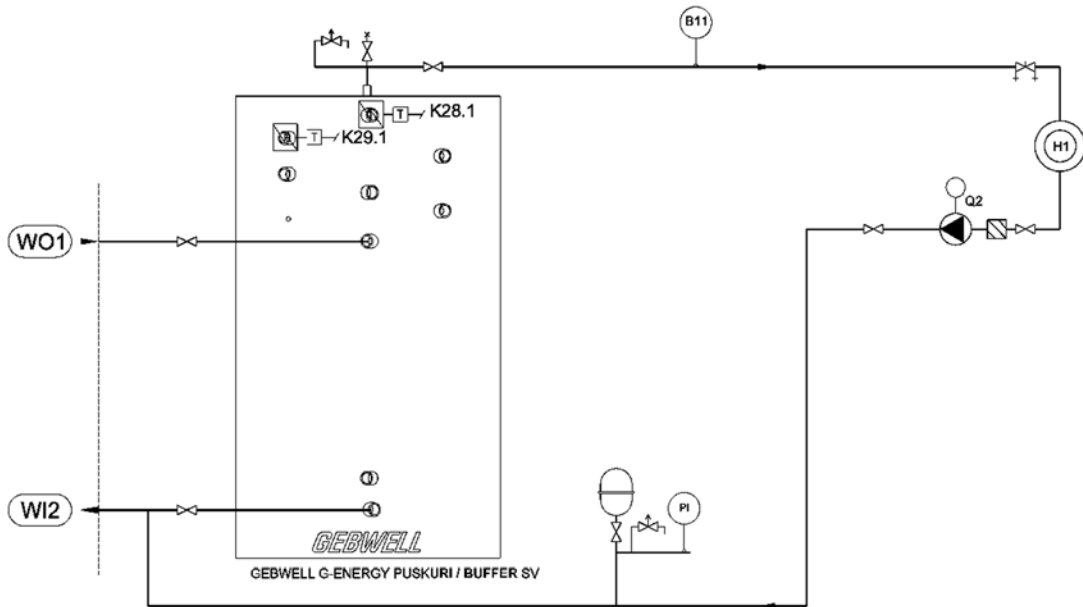 B11
K28.1
T
K29.1
T
H1
Q2
WO1
WI2
PI
GEBWELL
GEBWELL G-ENERGY PUSKURI / BUFFER SV